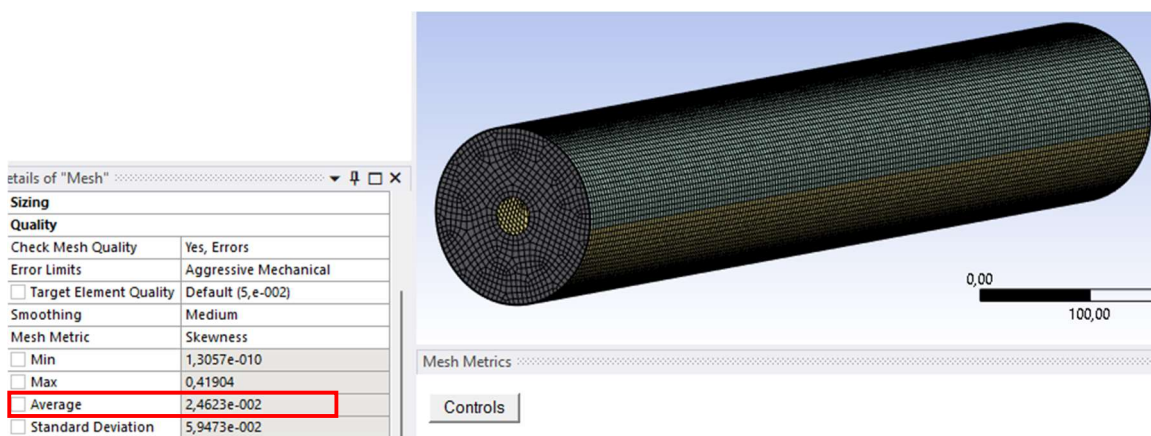 etails of "Mesh"
Sizing
Quality
Check Mesh Quality Yes, Errors
Error Limits Aggressive Mechanical
Target Element Quality Default (5,e-002)
Smoothing Medium
Mesh Metric Skewness
Min 1,3057e-010
Max 0,41904
Average 2,4623e-002
Standard Deviation 5,9473e-002
0,00
100,00
Mesh Metrics
Controls